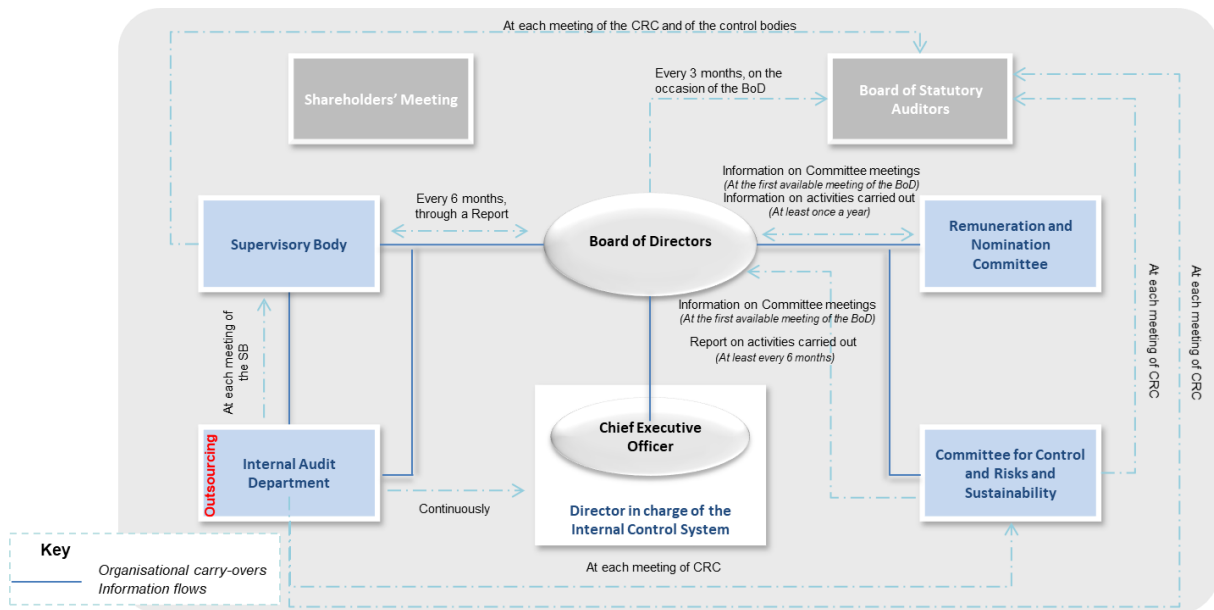 At each meeting of the CRC and of the control bodies
Shareholders’ Meeting
Every 3 months, on the
occasion of the BoD
Board of Statutory
Auditors
Supervisory Body
Every 6 months,
through a Report
Board of Directors
Information on Committee meetings
(At the first available meeting of the BoD)
Information on activities carried out
(At least once a year)
Remuneration and
Nomination
Committee
At each meeting of CRC
At each meeting of CRC
At each meeting of
the SB
Information on Committee meetings
(At the first available meeting of the BoD)
Report on activities carried out
(At least every 6 months)
Outsourcing
Internal Audit
Department
Continuously
Chief Executive
Officer
Director in charge of the
Internal Control System
Committee for Control
and Risks and
Sustainability
At each meeting of CRC
Key
Organisational carry-overs
Information flows